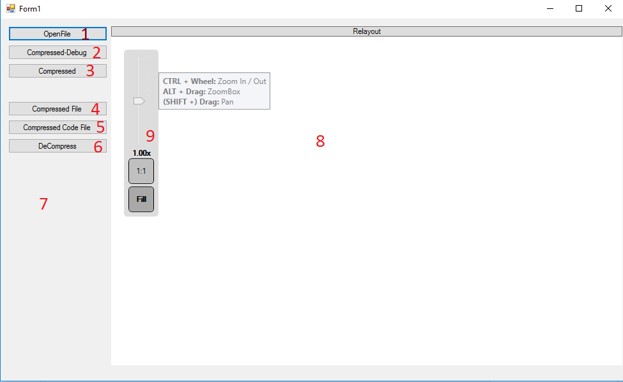 Form1
OpenFile 1
Relayout
Compressed-Debug 2
Compressed 3
CTRL + Wheel: Zoom In / Out
ALT + Drag: ZoomBox
(SHIFT +) Drag: Pan
Compressed File 4
Compressed Code File 5
DeCompress 6
9
8
1.00x
1:1
Fill
7